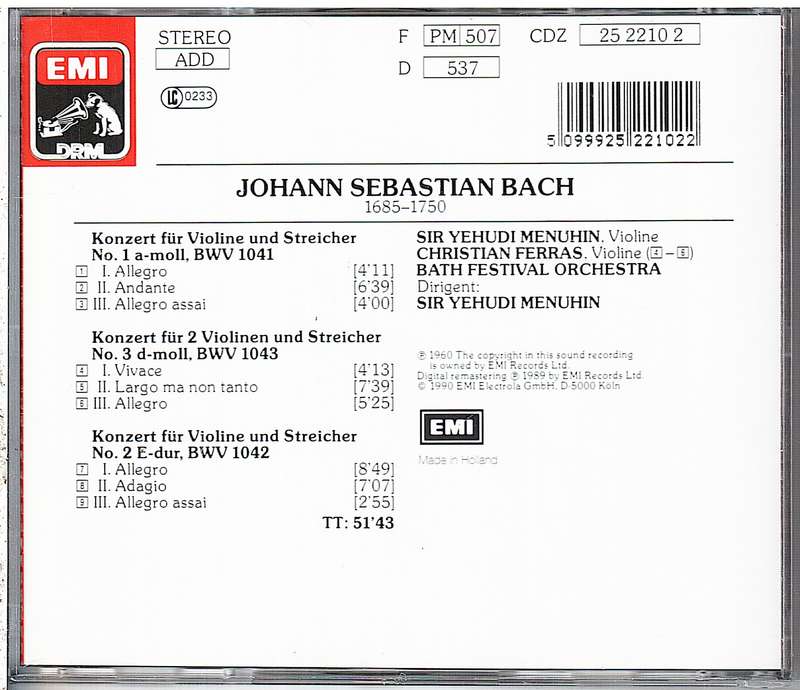 EMI
DRM
STEREO
ADD
LC 0233
F PM 507 CDZ 25 2210 2
D 537
5 099925 221022
JOHANN SEBASTIAN BACH
1685–1750
Konzert für Violine und Streicher
No. 1 a-moll, BWV 1041
1 I. Allegro [4'11]
2 II. Andante [6'39]
3 III. Allegro assai [4'00]
Konzert für 2 Violinen und Streicher
No. 3 d-moll, BWV 1043
4 I. Vivace [4'13]
5 II. Largo ma non tanto [7'39]
6 III. Allegro [5'25]
Konzert für Violine und Streicher
No. 2 E-dur, BWV 1042
7 I. Allegro [8'49]
8 II. Adagio [7'07]
9 III. Allegro assai [2'55]
TT: 51'43
SIR YEHUDI MENUHIN, Violine
CHRISTIAN FERRAS, Violine (4–6)
BATH FESTIVAL ORCHESTRA
Dirigent:
SIR YEHUDI MENUHIN
℗ 1960 The copyright in this sound recording
is owned by EMI Records Ltd.
Digital remastering ℗ 1989 by EMI Records Ltd.
© 1990 EMI Electrola GmbH, D-5000 Köln
EMI
Made in Holland